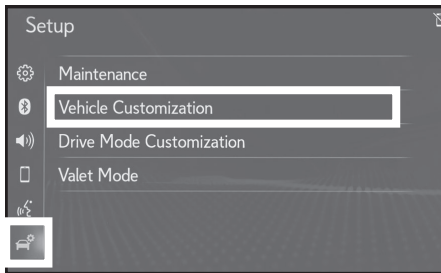 Setup
Maintenance
Vehicle Customization
Drive Mode Customization
Valet Mode